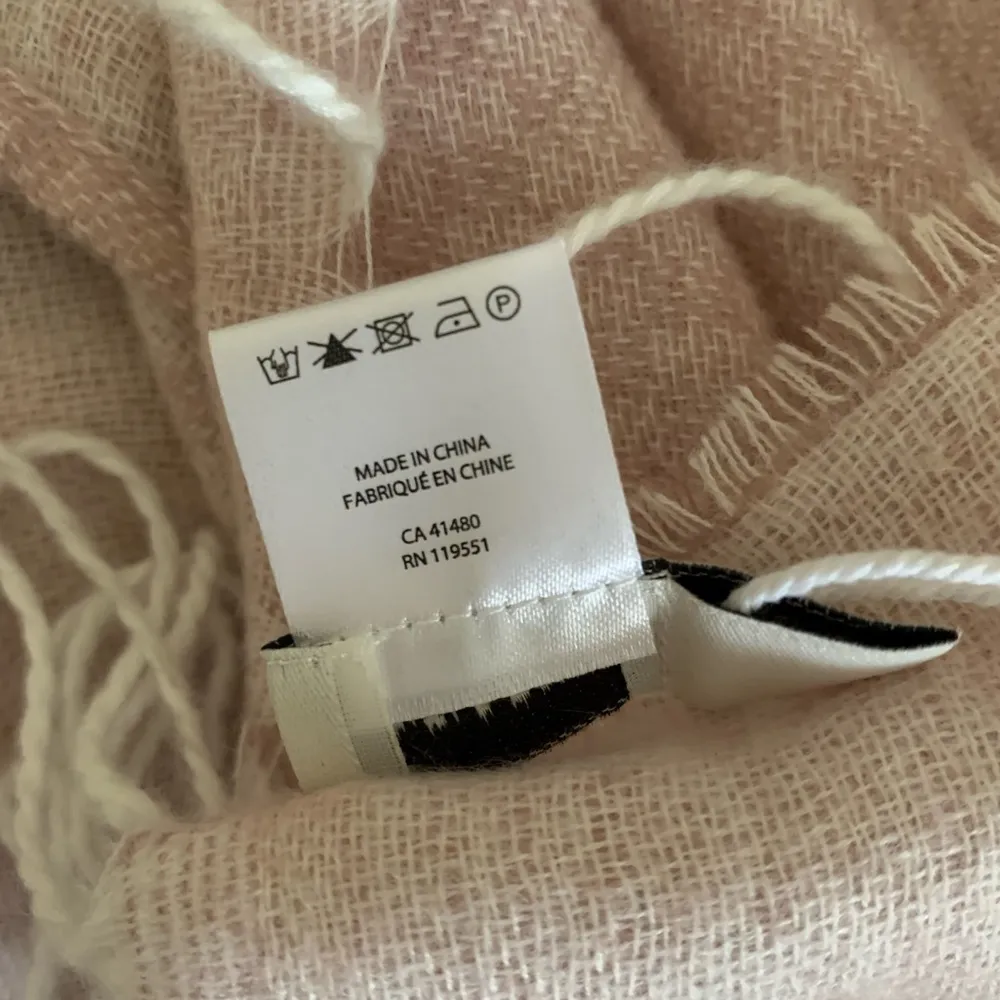 P
MADE IN CHINA
FABRIQUÉ EN CHINE
CA 41480
RN 119551